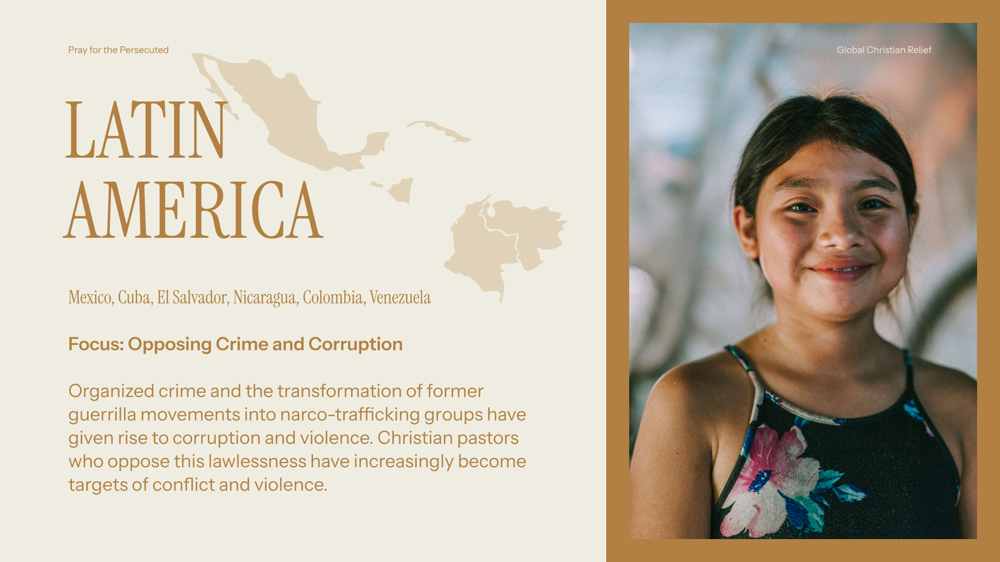 Pray for the Persecuted
Global Christian Relief
LATIN
AMERICA
Mexico, Cuba, El Salvador, Nicaragua, Colombia, Venezuela
Focus: Opposing Crime and Corruption
Organized crime and the transformation of former
guerrilla movements into narco-trafficking groups have
given rise to corruption and violence. Christian pastors
who oppose this lawlessness have increasingly become
targets of conflict and violence.